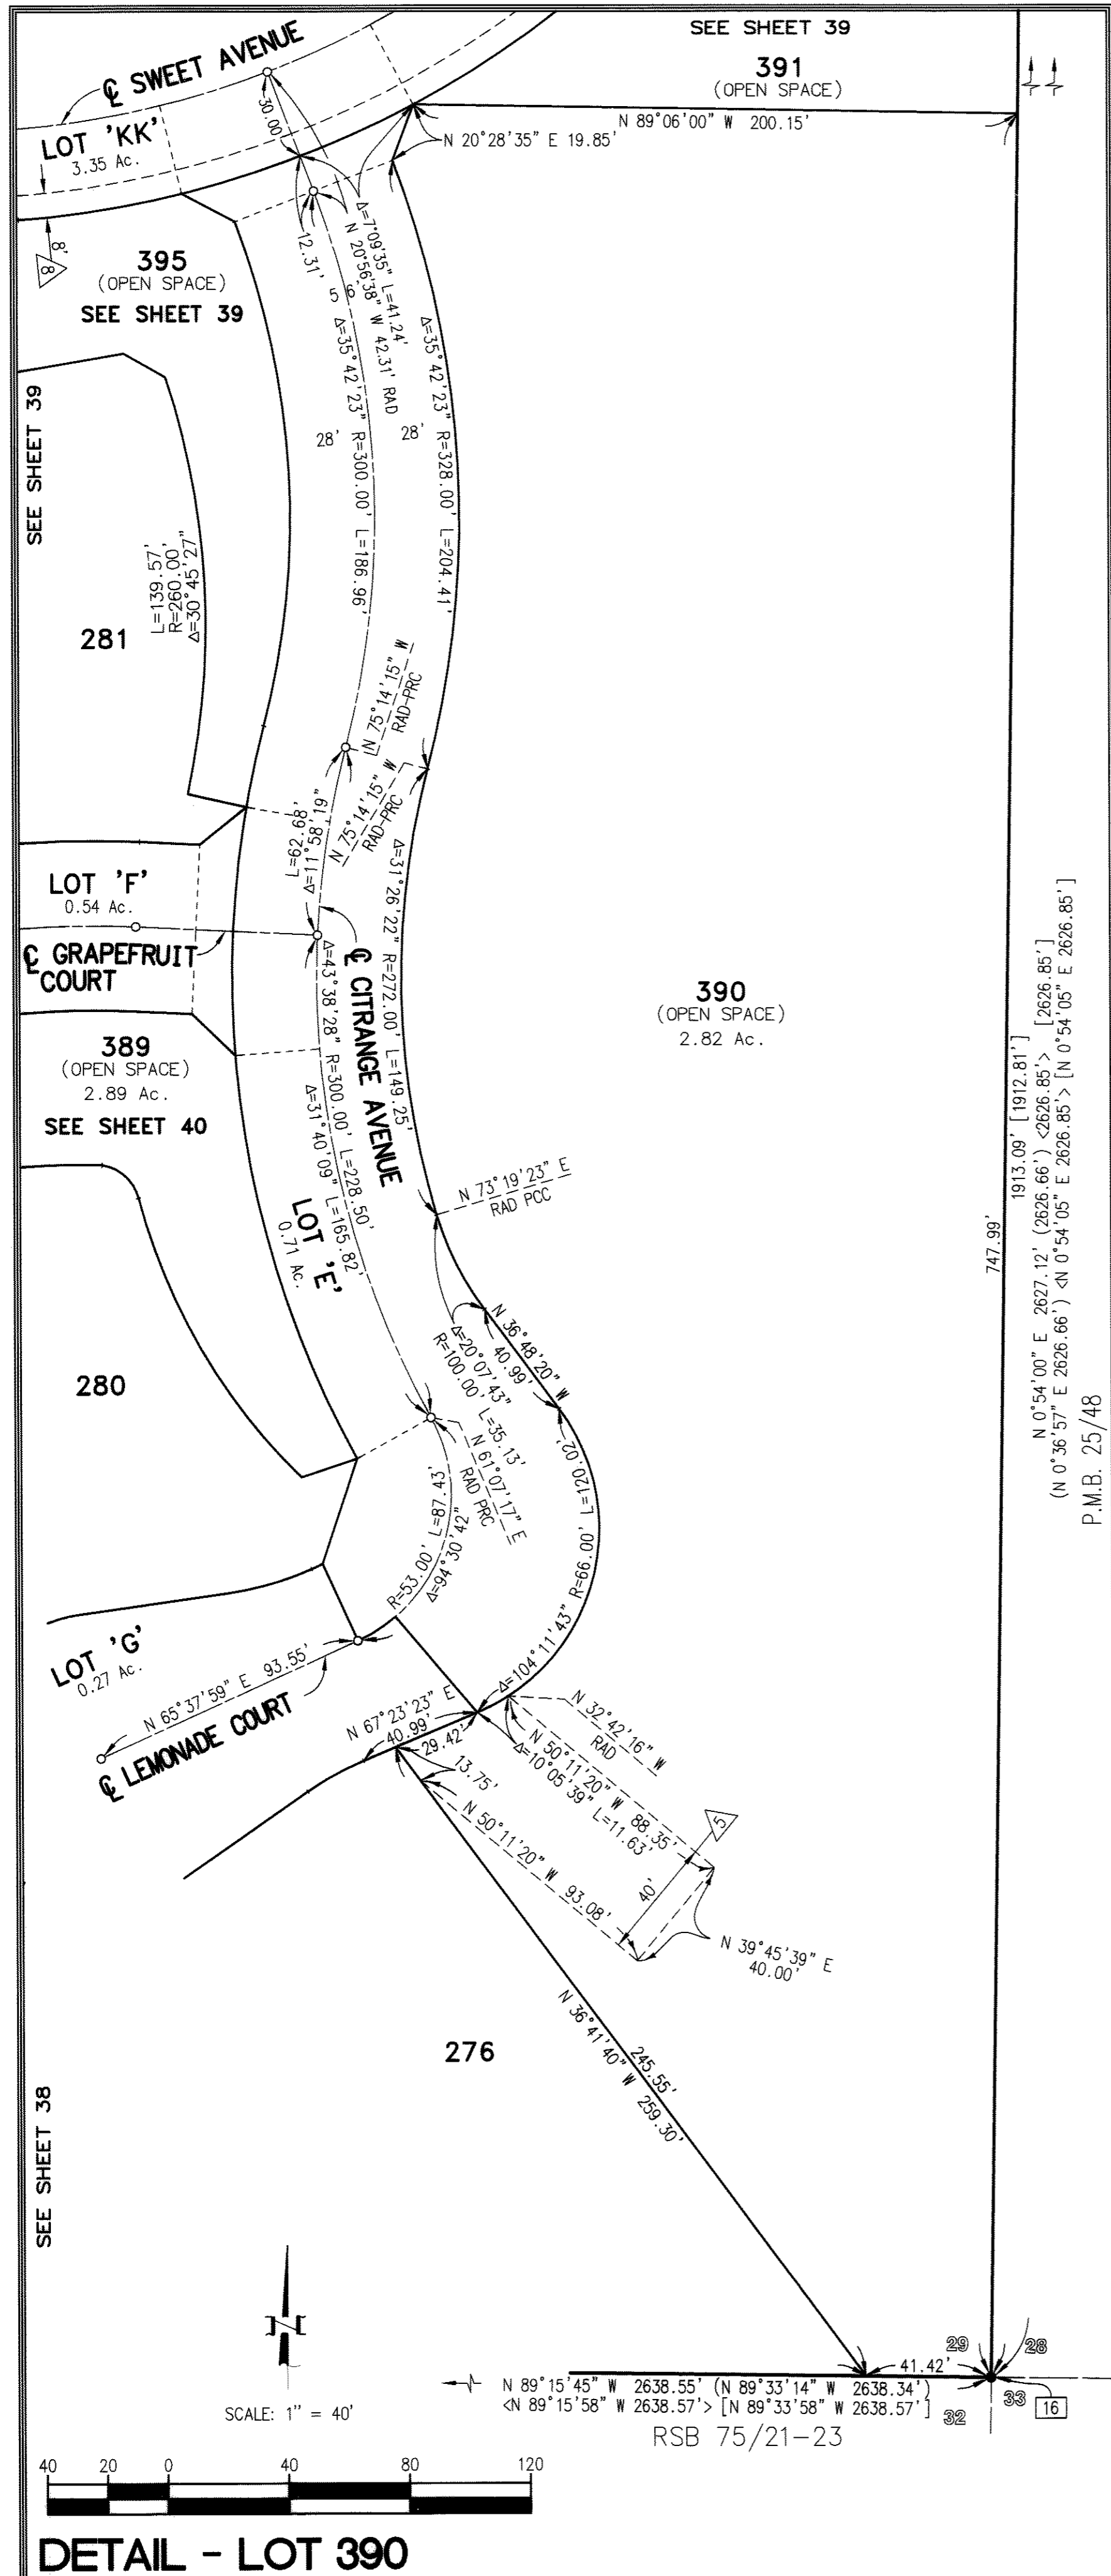 SEE SHEET 39
391
(OPEN SPACE)
N 89°06'00" W 200.15'
℄ SWEET AVENUE
LOT 'KK'
3.35 Ac.
30.00'
N 20°28'35" E 19.85'
8'
8
395
(OPEN SPACE)
SEE SHEET 39
12.31'
5
6
Δ=7°09'35" L=41.24'
N 20°56'38" W 42.31' RAD
Δ=35°42'23" R=300.00' L=186.96'
Δ=35°42'23" R=328.00' L=204.41'
28'
28'
SEE SHEET 39
L=139.57'
R=260.00'
Δ=30°45'27"
281
N 75°14'15" W
RAD-PRC
N 75°14'15" W
RAD-PRC
L=62.68'
Δ=11°58'19"
LOT 'F'
0.54 Ac.
℄ GRAPEFRUIT
COURT
℄ CITRANGE AVENUE
Δ=31°26'22" R=272.00' L=149.25'
Δ=43°38'28" R=300.00' L=228.50'
Δ=31°40'09" L=165.82'
LOT 'E'
0.71 Ac.
389
(OPEN SPACE)
2.89 Ac.
SEE SHEET 40
390
(OPEN SPACE)
2.82 Ac.
747.99'
1913.09' [1912.81']
N 0°54'00" E 2627.12' (2626.66') <2626.85'> [2626.85']
(N 0°36'57" E 2626.66') <N 0°54'05" E 2626.85'> [N 0°54'05" E 2626.85']
P.M.B. 25/48
N 73°19'23" E
RAD PCC
N 36°48'20" W
40.99'
Δ=20°07'43"
R=100.00' L=35.13'
N 61°07'17" E
RAD PRC
280
R=53.00' L=87.43'
Δ=94°30'42"
Δ=104°11'43" R=66.00' L=120.02'
LOT 'G'
0.27 Ac.
N 65°37'59" E 93.55'
℄ LEMONADE COURT
N 67°23'23" E
40.99'
29.42'
13.75'
N 32°42'16" W
RAD
N 50°11'20" W 88.35'
Δ=10°05'39" L=11.63'
N 50°11'20" W 93.08'
5
40'
N 39°45'39" E
40.00'
276
245.55'
N 36°41'40" W 259.30'
SEE SHEET 38
SCALE: 1" = 40'
41.42'
29
28
32
33
16
N 89°15'45" W 2638.55' (N 89°33'14" W 2638.34')
<N 89°15'58" W 2638.57'> [N 89°33'58" W 2638.57']
RSB 75/21-23
40 20 0 40 80 120
DETAIL - LOT 390